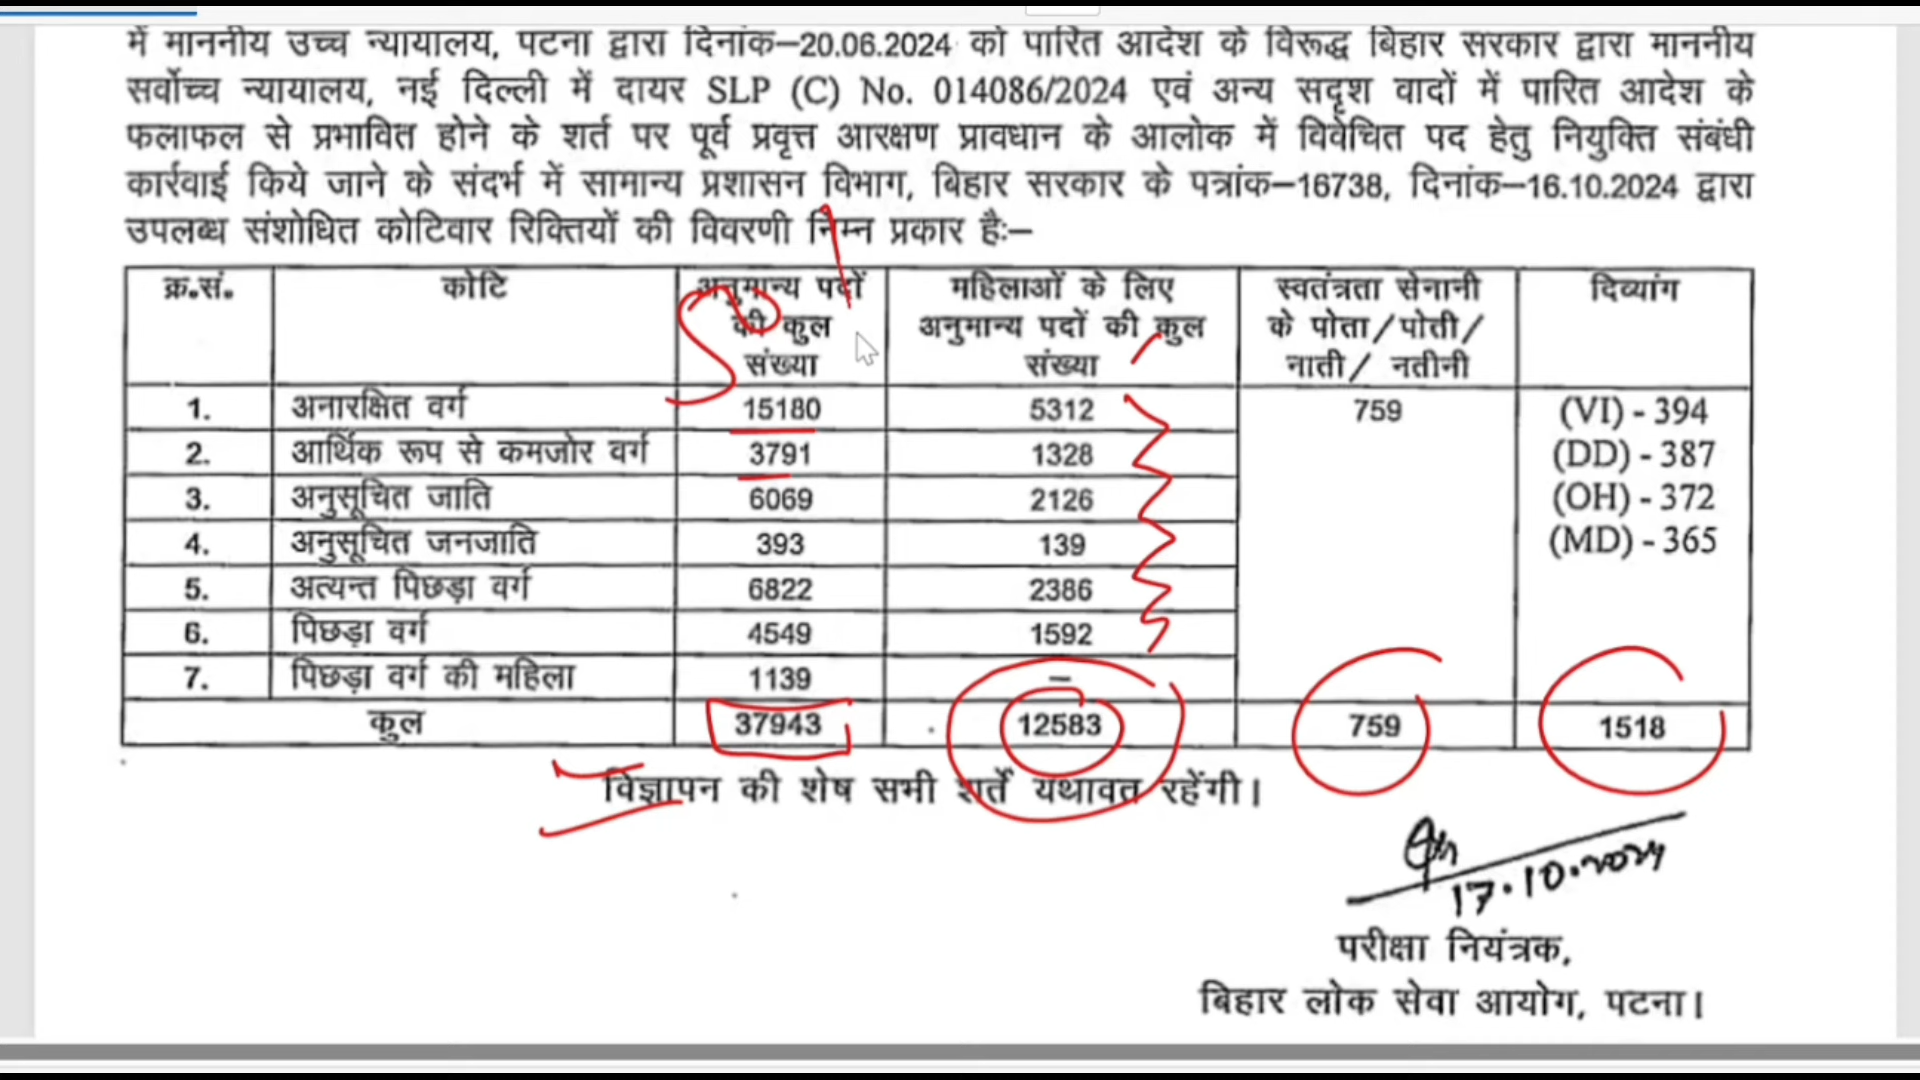 में माननीय उच्च न्यायालय, पटना द्वारा दिनांक–20.06.2024 को पारित आदेश के विरूद्ध बिहार सरकार द्वारा माननीय
सर्वोच्च न्यायालय, नई दिल्ली में दायर SLP (C) No. 014086/2024 एवं अन्य सदृश वादों में पारित आदेश के
फलाफल से प्रभावित होने के शर्त पर पूर्व प्रवृत्त आरक्षण प्रावधान के आलोक में विवेचित पद हेतु नियुक्ति संबंधी
कार्रवाई किये जाने के संदर्भ में सामान्य प्रशासन विभाग, बिहार सरकार के पत्रांक–16738, दिनांक–16.10.2024 द्वारा
उपलब्ध संशोधित कोटिवार रिक्तियों की विवरणी निम्न प्रकार हैः–
क्र.सं. कोटि अनुमान्य पदों की कुल संख्या महिलाओं के लिए अनुमान्य पदों की कुल संख्या स्वतंत्रता सेनानी के पोता/पोती/ नाती/ नतीनी दिव्यांग
1. अनारक्षित वर्ग 15180 5312 759 (VI) - 394
2. आर्थिक रूप से कमजोर वर्ग 3791 1328 (DD) - 387
3. अनुसूचित जाति 6069 2126 (OH) - 372
4. अनुसूचित जनजाति 393 139 (MD) - 365
5. अत्यन्त पिछड़ा वर्ग 6822 2386
6. पिछड़ा वर्ग 4549 1592
7. पिछड़ा वर्ग की महिला 1139 –
कुल 37943 12583 759 1518
विज्ञापन की शेष सभी शर्तें यथावत रहेंगी।
17.10.2024
परीक्षा नियंत्रक,
बिहार लोक सेवा आयोग, पटना।